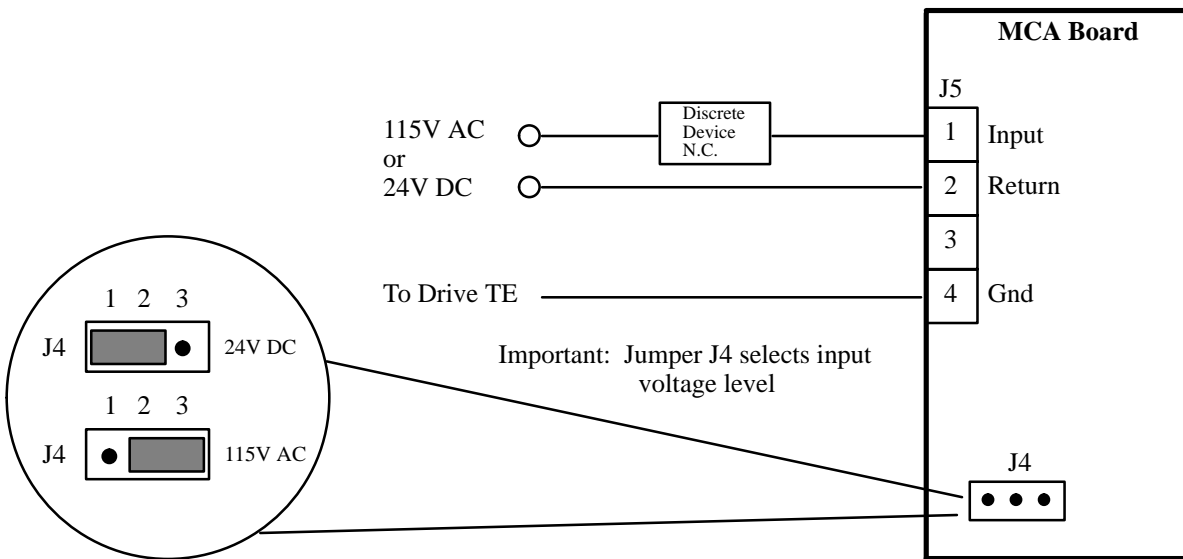 MCA Board
J5
115V AC
or
24V DC
Discrete
Device
N.C.
1 Input
2 Return
3
To Drive TE
4 Gnd
Important: Jumper J4 selects input
voltage level
1 2 3
J4 24V DC
1 2 3
J4 115V AC
J4